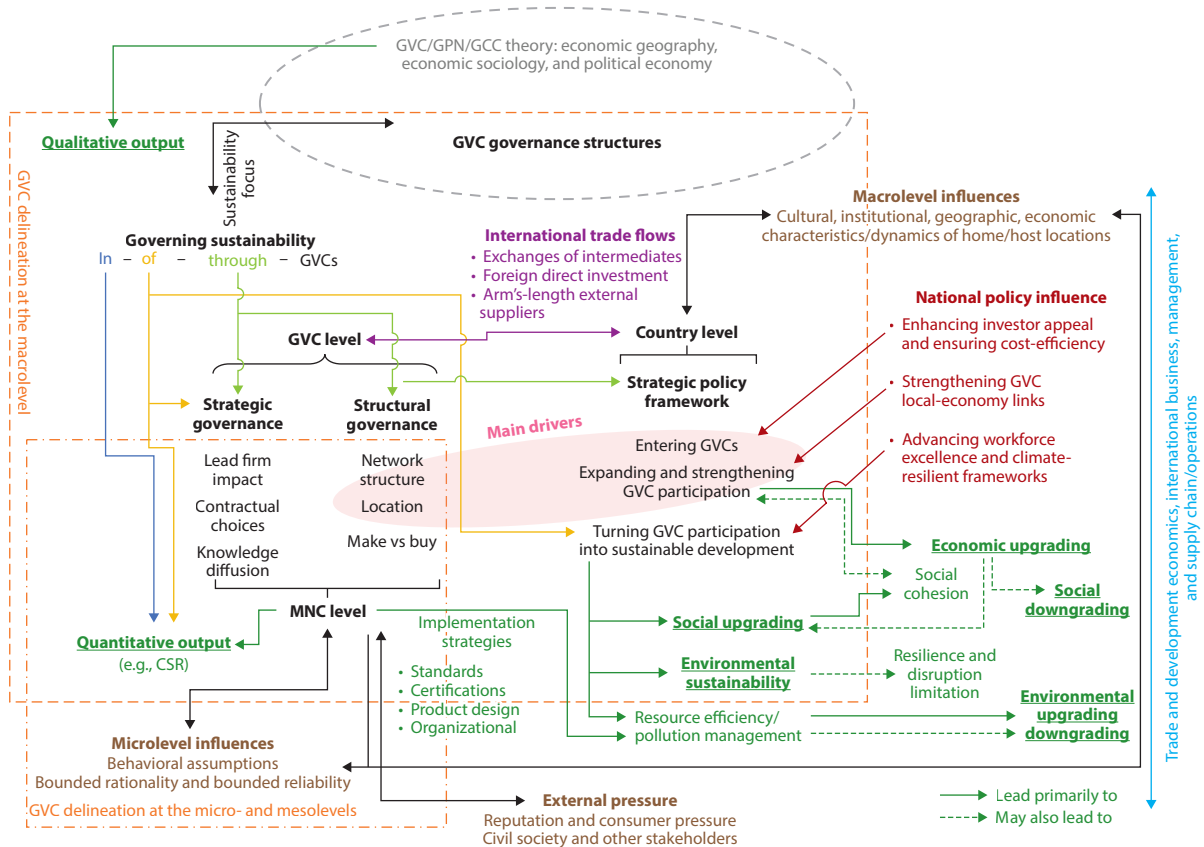 GVC/GPN/GCC theory: economic geography,
economic sociology, and political economy
Qualitative output
GVC governance structures
Sustainability
focus
GVC delineation at the macrolevel
Macrolevel influences
Cultural, institutional, geographic, economic
characteristics/dynamics of home/host locations
Governing sustainability
In – of – through – GVCs
International trade flows
• Exchanges of intermediates
• Foreign direct investment
• Arm's-length external
suppliers
National policy influence
• Enhancing investor appeal
and ensuring cost-efficiency
• Strengthening GVC
local-economy links
• Advancing workforce
excellence and climate-
resilient frameworks
GVC level
Country level
Strategic
governance
Structural
governance
Strategic policy
framework
Main drivers
Lead firm
impact
Contractual
choices
Knowledge
diffusion
Network
structure
Location
Make vs buy
Entering GVCs
Expanding and strengthening
GVC participation
Turning GVC participation
into sustainable development
Economic upgrading
Social
cohesion
Social
downgrading
MNC level
Quantitative output
(e.g., CSR)
Implementation
strategies
• Standards
• Certifications
• Product design
• Organizational
Social upgrading
Environmental
sustainability
Resilience and
disruption
limitation
Resource efficiency/
pollution management
Environmental
upgrading
downgrading
Microlevel influences
Behavioral assumptions
Bounded rationality and bounded reliability
GVC delineation at the micro- and mesolevels
External pressure
Reputation and consumer pressure
Civil society and other stakeholders
Lead primarily to
May also lead to
Trade and development economics, international business, management,
and supply chain/operations